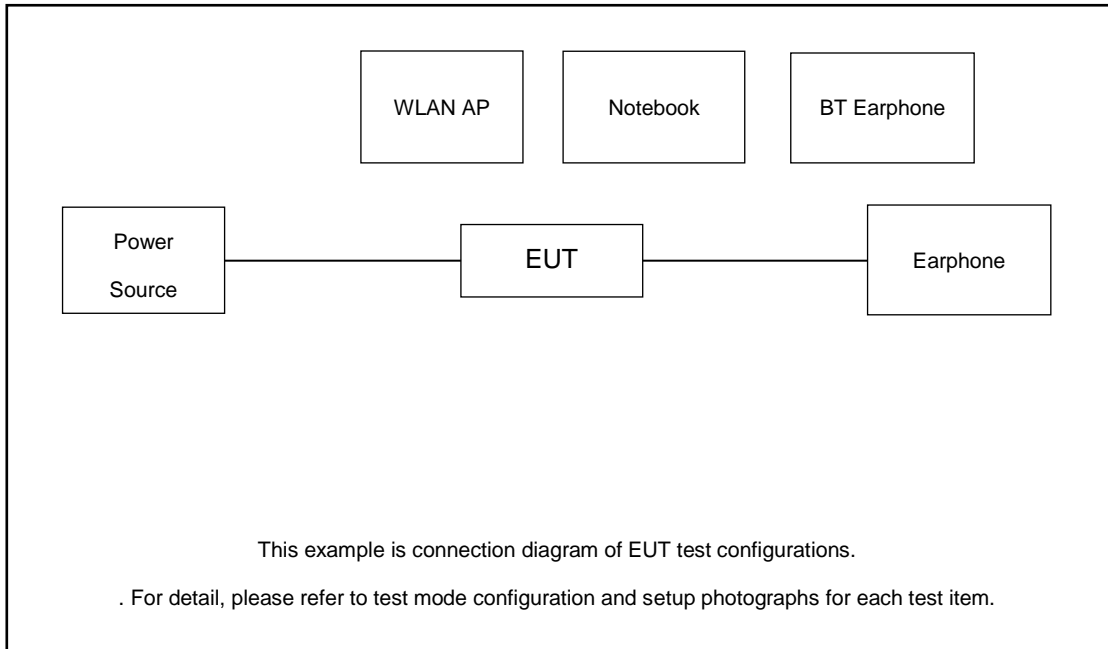 WLAN AP
Notebook
BT Earphone
Power
Source
EUT
Earphone
This example is connection diagram of EUT test configurations.
. For detail, please refer to test mode configuration and setup photographs for each test item.